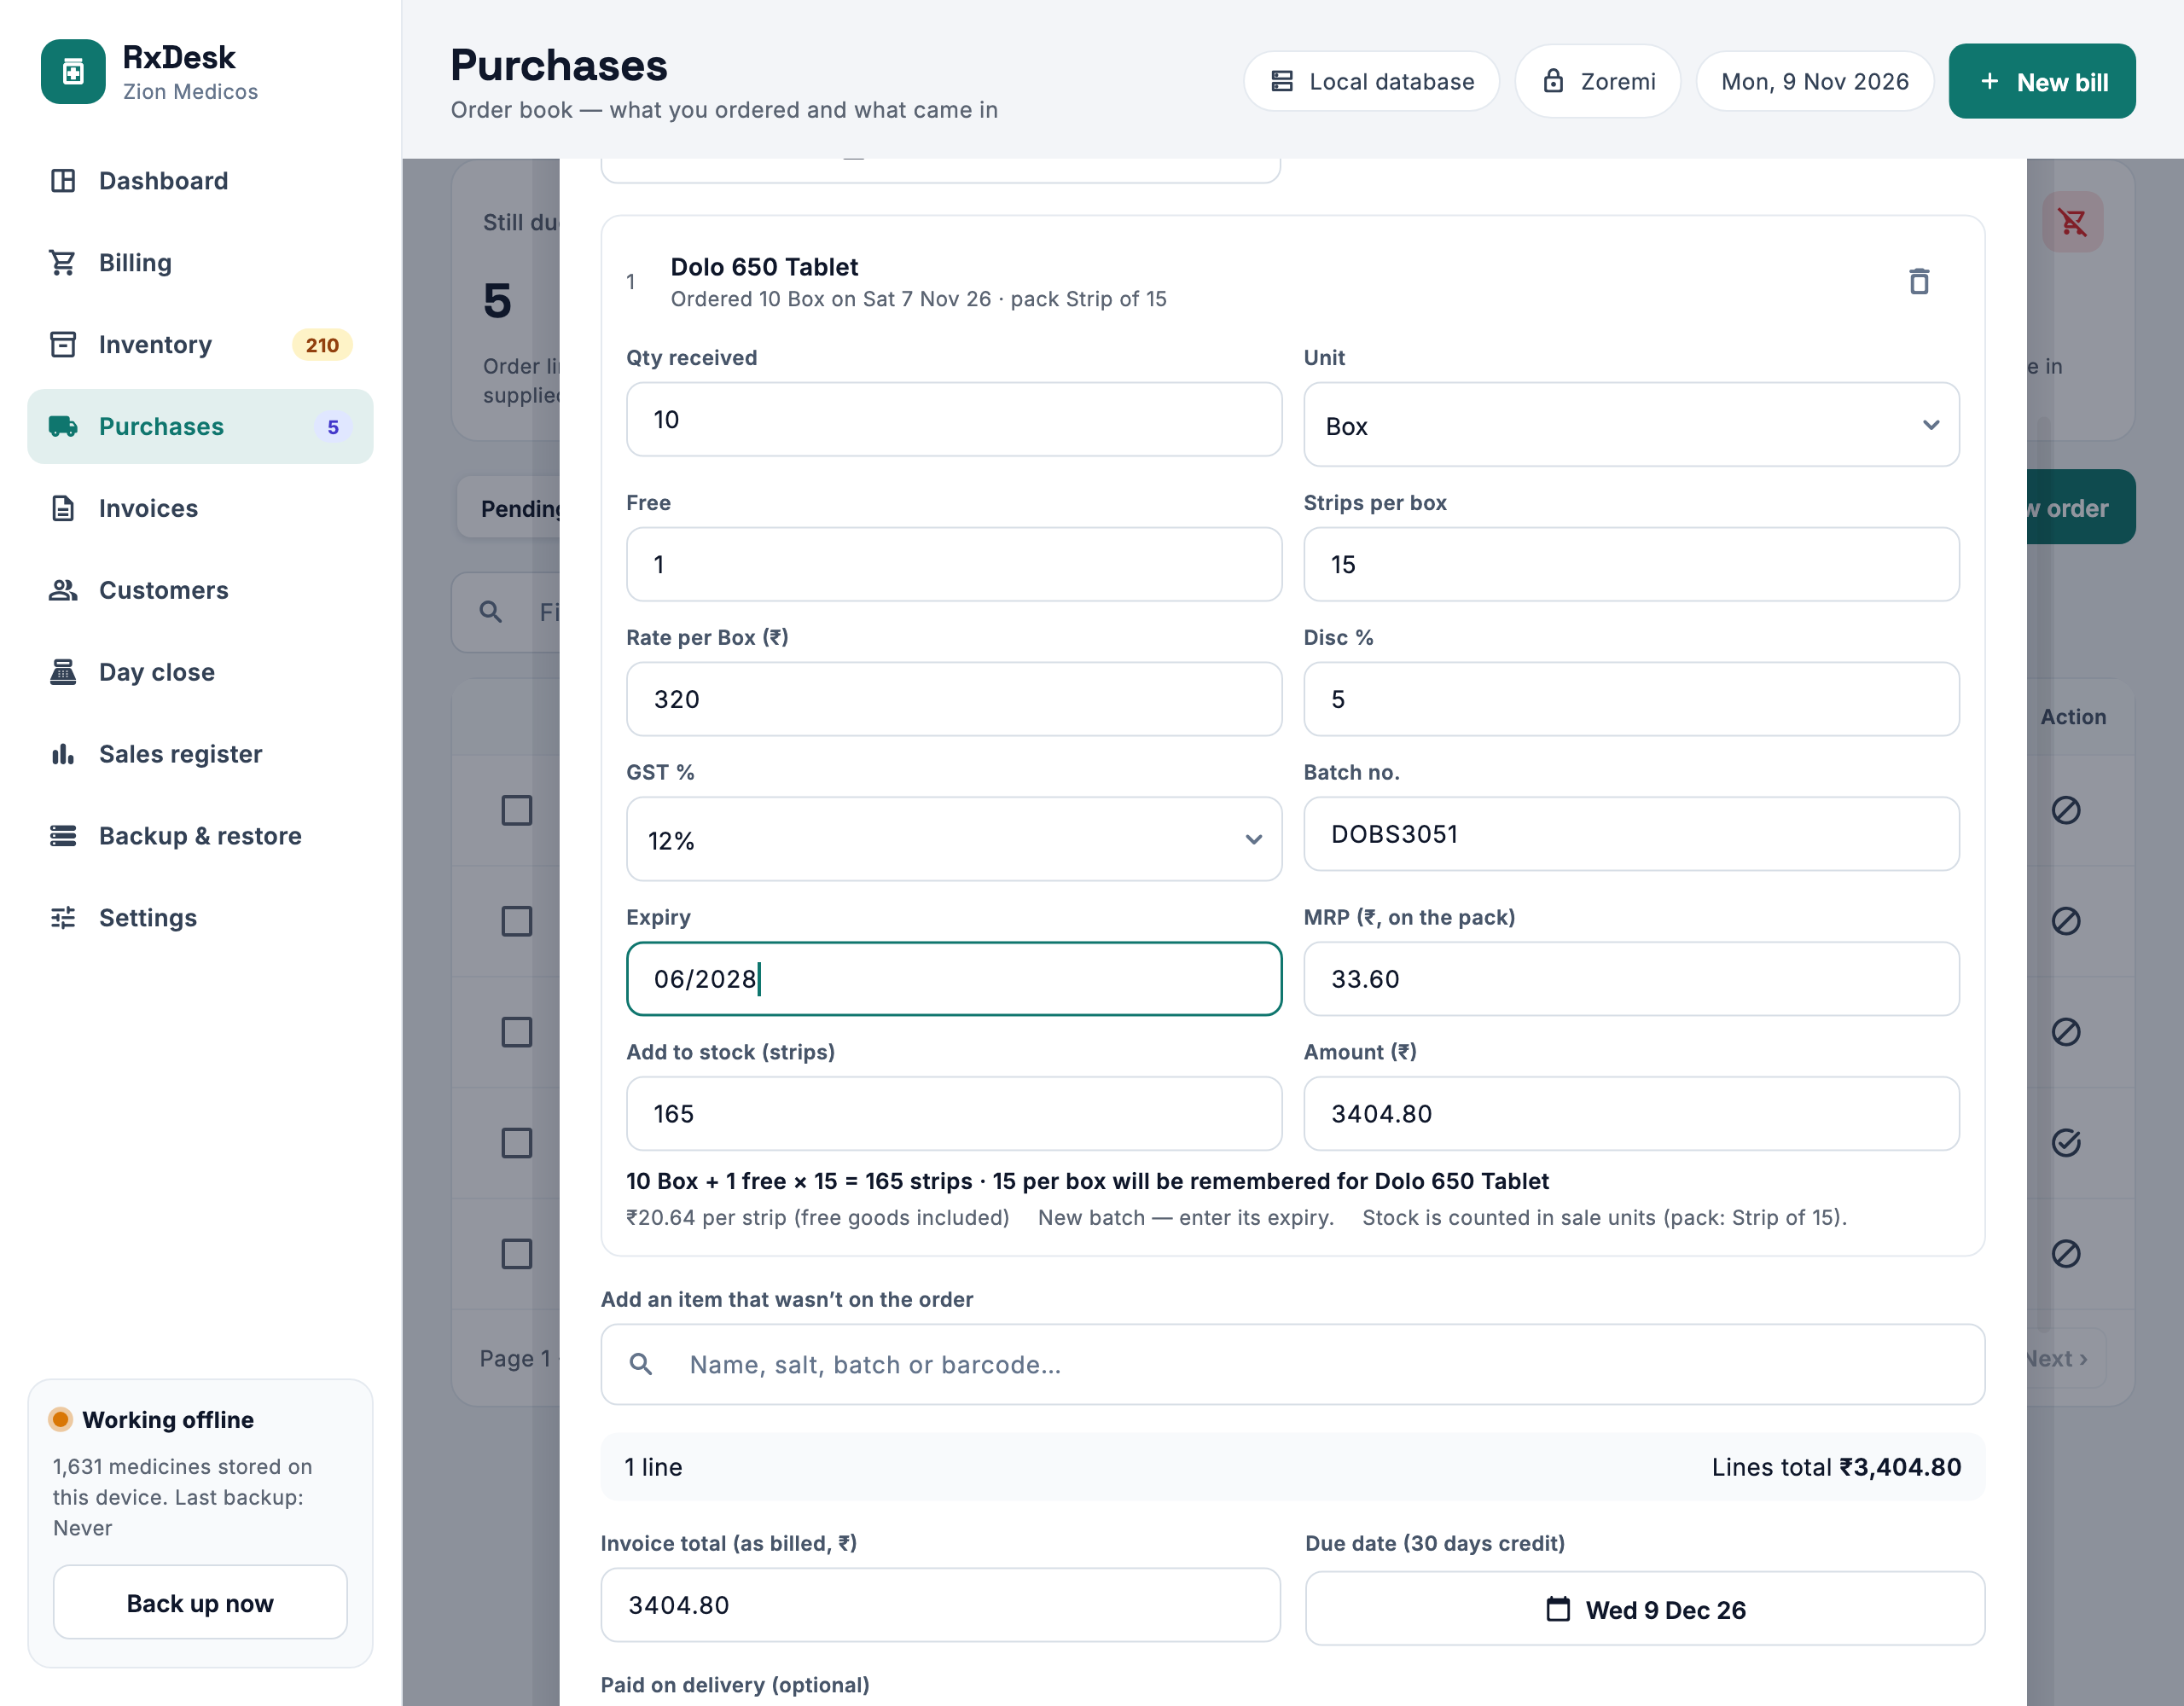 RxDesk
Zion Medicos
Dashboard
Billing
Inventory 210
Purchases 5
Invoices
Customers
Day close
Sales register
Backup & restore
Settings
Working offline
1,631 medicines stored on
this device. Last backup:
Never
Back up now
Purchases
Order book — what you ordered and what came in
Local database
Zoremi
Mon, 9 Nov 2026
+ New bill
Still
5
Order
e in
Pending
order
Action
Page 1
Next ›
1
Dolo 650 Tablet
Ordered 10 Box on Sat 7 Nov 26 · pack Strip of 15
Qty received
Unit
10
Box
Free
Strips per box
1
15
Rate per Box (₹)
Disc %
320
5
GST %
Batch no.
12%
DOBS3051
Expiry
MRP (₹, on the pack)
06/2028
33.60
Add to stock (strips)
Amount (₹)
165
3404.80
10 Box + 1 free × 15 = 165 strips · 15 per box will be remembered for Dolo 650 Tablet
₹20.64 per strip (free goods included) New batch — enter its expiry. Stock is counted in sale units (pack: Strip of 15).
Add an item that wasn’t on the order
Name, salt, batch or barcode...
1 line
Lines total ₹3,404.80
Invoice total (as billed, ₹)
Due date (30 days credit)
3404.80
Wed 9 Dec 26
Paid on delivery (optional)